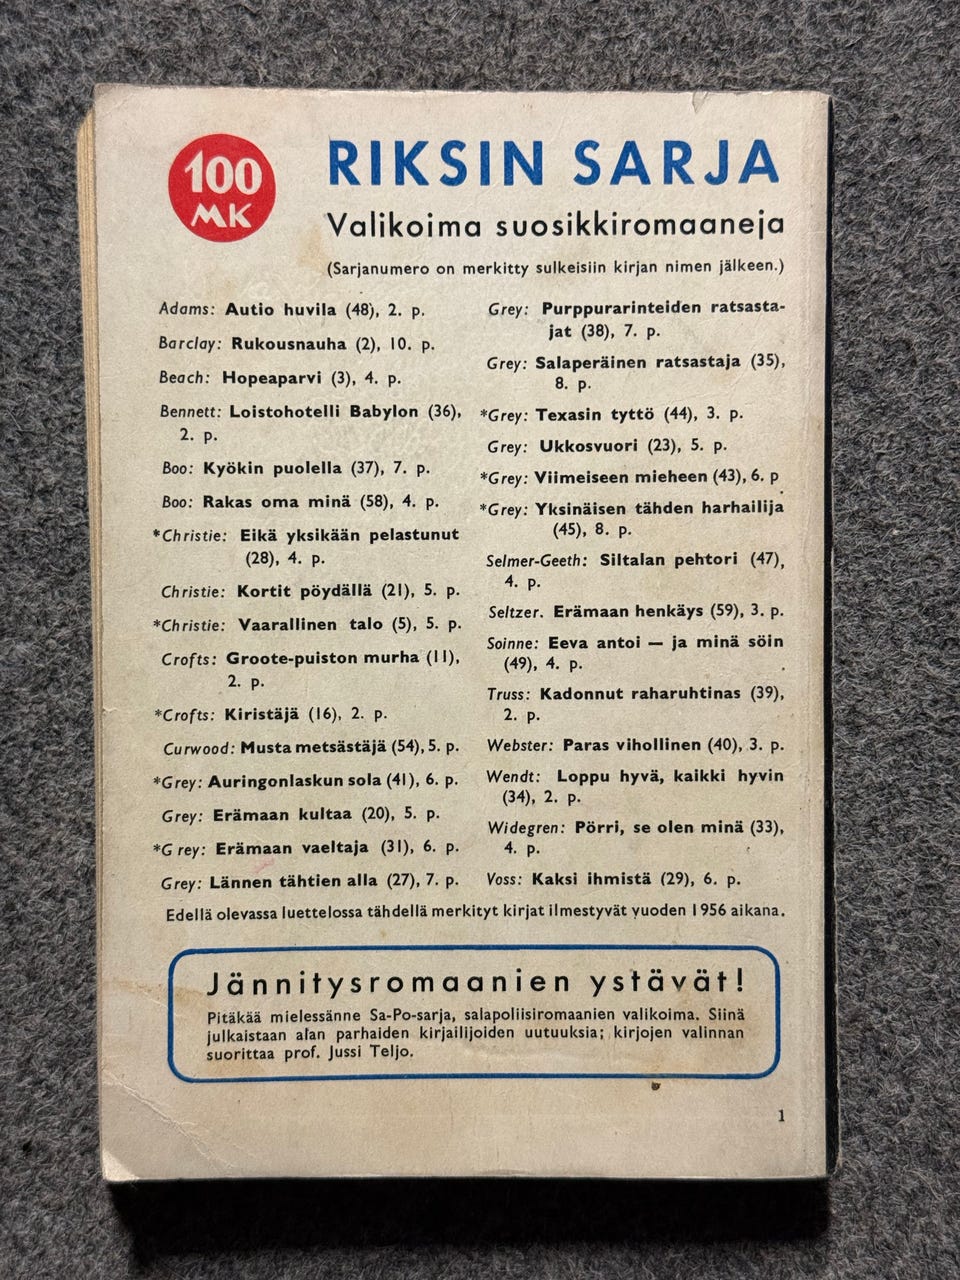 100
MK
RIKSIN SARJA
Valikoima suosikkiromaaneja
(Sarjanumero on merkitty sulkeisiin kirjan nimen jälkeen.)
Adams: Autio huvila (48), 2. p.
Barclay: Rukousnauha (2), 10. p.
Beach: Hopeaparvi (3), 4. p.
Bennett: Loistohotelli Babylon (36),
2. p.
Boo: Kyökin puolella (37), 7. p.
Boo: Rakas oma minä (58), 4. p.
*Christie: Eikä yksikään pelastunut
(28), 4. p.
Christie: Kortit pöydällä (21), 5. p.
*Christie: Vaarallinen talo (5), 5. p.
Crofts: Groote-puiston murha (11),
2. p.
*Crofts: Kiristäjä (16), 2. p.
Curwood: Musta metsästäjä (54), 5. p.
*Grey: Auringonlaskun sola (41), 6. p.
Grey: Erämaan kultaa (20), 5. p.
*Grey: Erämaan vaeltaja (31), 6. p.
Grey: Lännen tähtien alla (27), 7. p.
Grey: Purppurarinteiden ratsasta-
jat (38), 7. p.
Grey: Salaperäinen ratsastaja (35),
8. p.
*Grey: Texasin tyttö (44), 3. p.
Grey: Ukkosvuori (23), 5. p.
*Grey: Viimeiseen mieheen (43), 6. p
*Grey: Yksinäisen tähden harhailija
(45), 8. p.
Selmer-Geeth: Siltalan pehtori (47),
4. p.
Seltzer. Erämaan henkäys (59), 3. p.
Soinne: Eeva antoi — ja minä söin
(49), 4. p.
Truss: Kadonnut raharuhtinas (39),
2. p.
Webster: Paras vihollinen (40), 3. p.
Wendt: Loppu hyvä, kaikki hyvin
(34), 2. p.
Widegren: Pörri, se olen minä (33),
4. p.
Voss: Kaksi ihmistä (29), 6. p.
Edellä olevassa luettelossa tähdellä merkityt kirjat ilmestyvät vuoden 1956 aikana.
Jännitysromaanien ystävät!
Pitäkää mielessänne Sa-Po-sarja, salapoliisiromaanien valikoima. Siinä
julkaistaan alan parhaiden kirjailijoiden uutuuksia; kirjojen valinnan
suorittaa prof. Jussi Teljo.
1